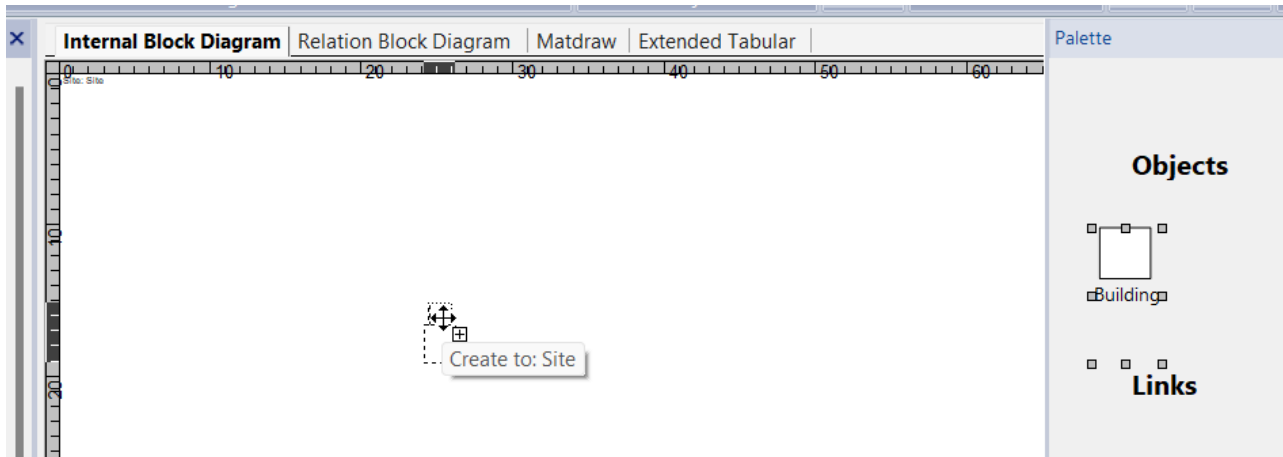 Internal Block Diagram Relation Block Diagram Matdraw Extended Tabular
Palette
0 10 20 30 40 50 60
0
Site: Site
Objects
10
Building
Create to: Site
20
Links